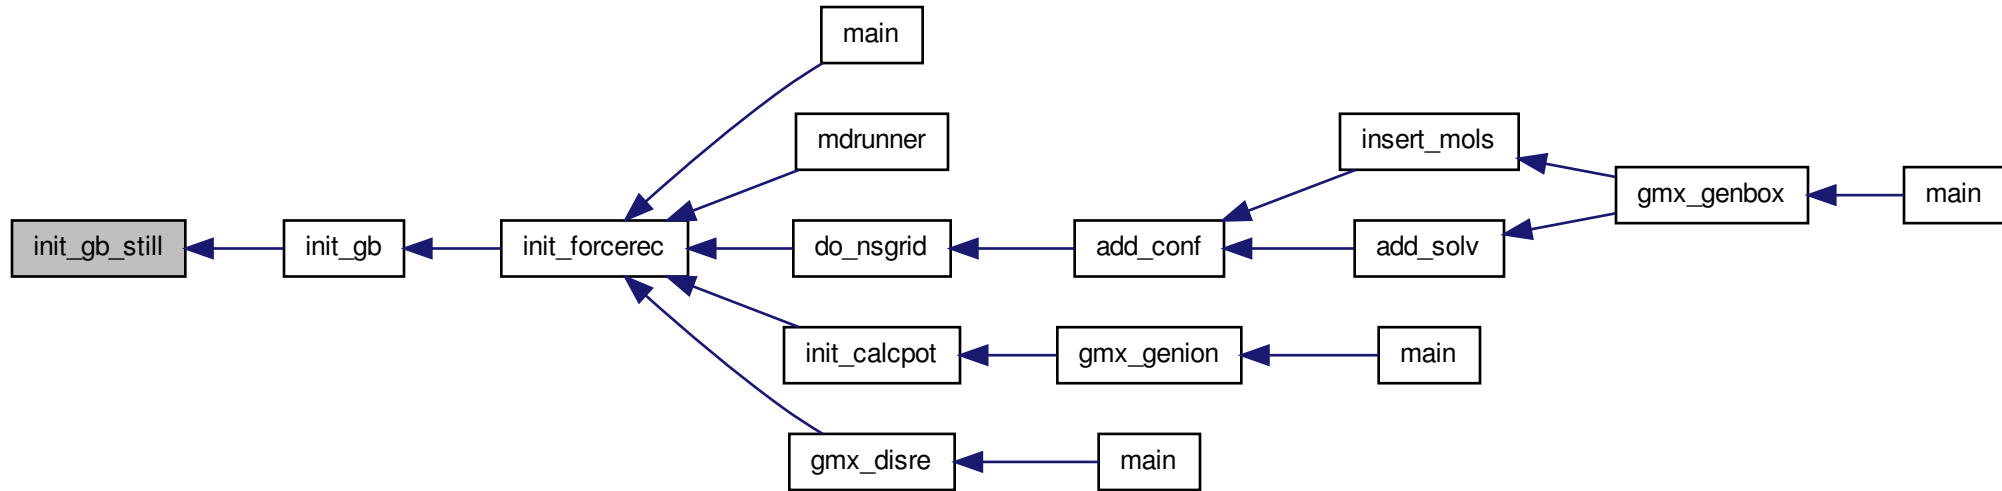 main
mdrunner
insert_mols
gmx_genbox
main
init_gb_still
init_gb
init_forcerec
do_nsgrid
add_conf
add_solv
init_calcpot
gmx_genion
main
gmx_disre
main